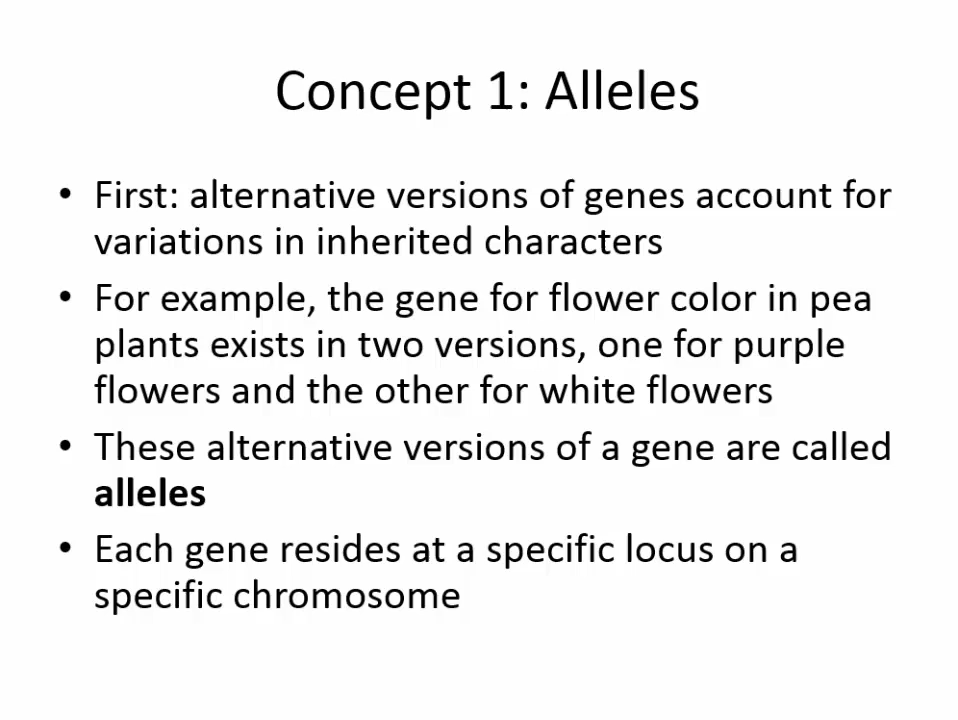 Concept 1: Alleles
• First: alternative versions of genes account for
variations in inherited characters
• For example, the gene for flower color in pea
plants exists in two versions, one for purple
flowers and the other for white flowers
• These alternative versions of a gene are called
alleles
• Each gene resides at a specific locus on a
specific chromosome